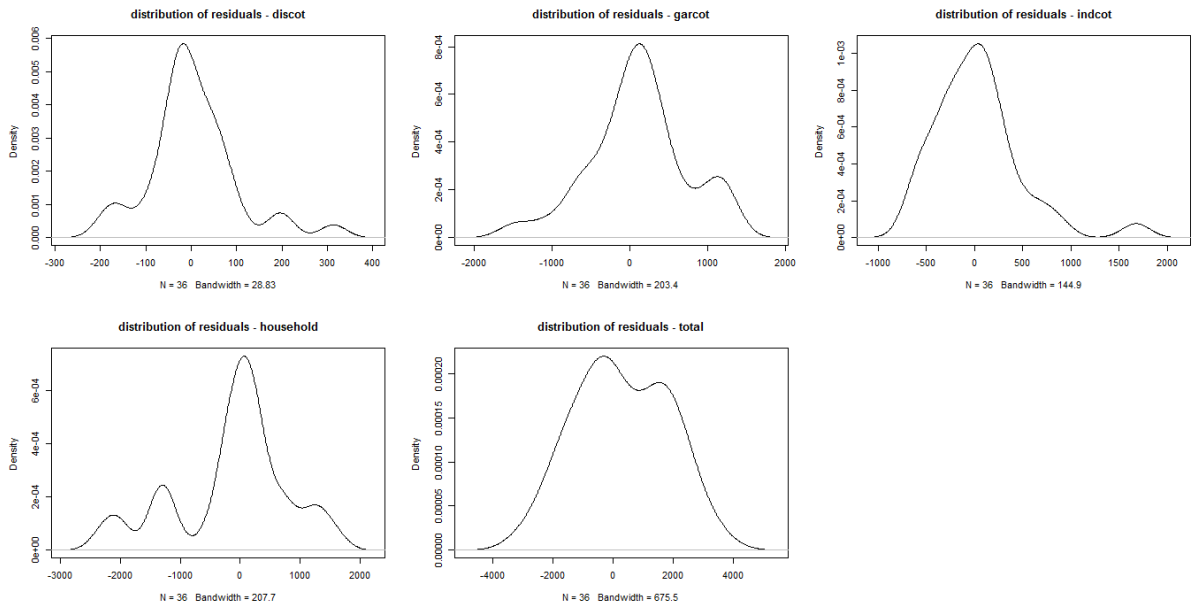 distribution of residuals - discot
Density
0.000 0.001 0.002 0.003 0.004 0.005 0.006
-300 -200 -100 0 100 200 300 400
N = 36 Bandwidth = 28.83
distribution of residuals - garcot
Density
0e+00 2e-04 4e-04 6e-04 8e-04
-2000 -1000 0 1000 2000
N = 36 Bandwidth = 203.4
distribution of residuals - indcot
Density
0e+00 2e-04 4e-04 6e-04 8e-04 1e-03
-1000 -500 0 500 1000 1500 2000
N = 36 Bandwidth = 144.9
distribution of residuals - household
Density
0e+00 2e-04 4e-04 6e-04
-3000 -2000 -1000 0 1000 2000
N = 36 Bandwidth = 207.7
distribution of residuals - total
Density
0.00000 0.00005 0.00010 0.00015 0.00020
-4000 -2000 0 2000 4000
N = 36 Bandwidth = 675.5